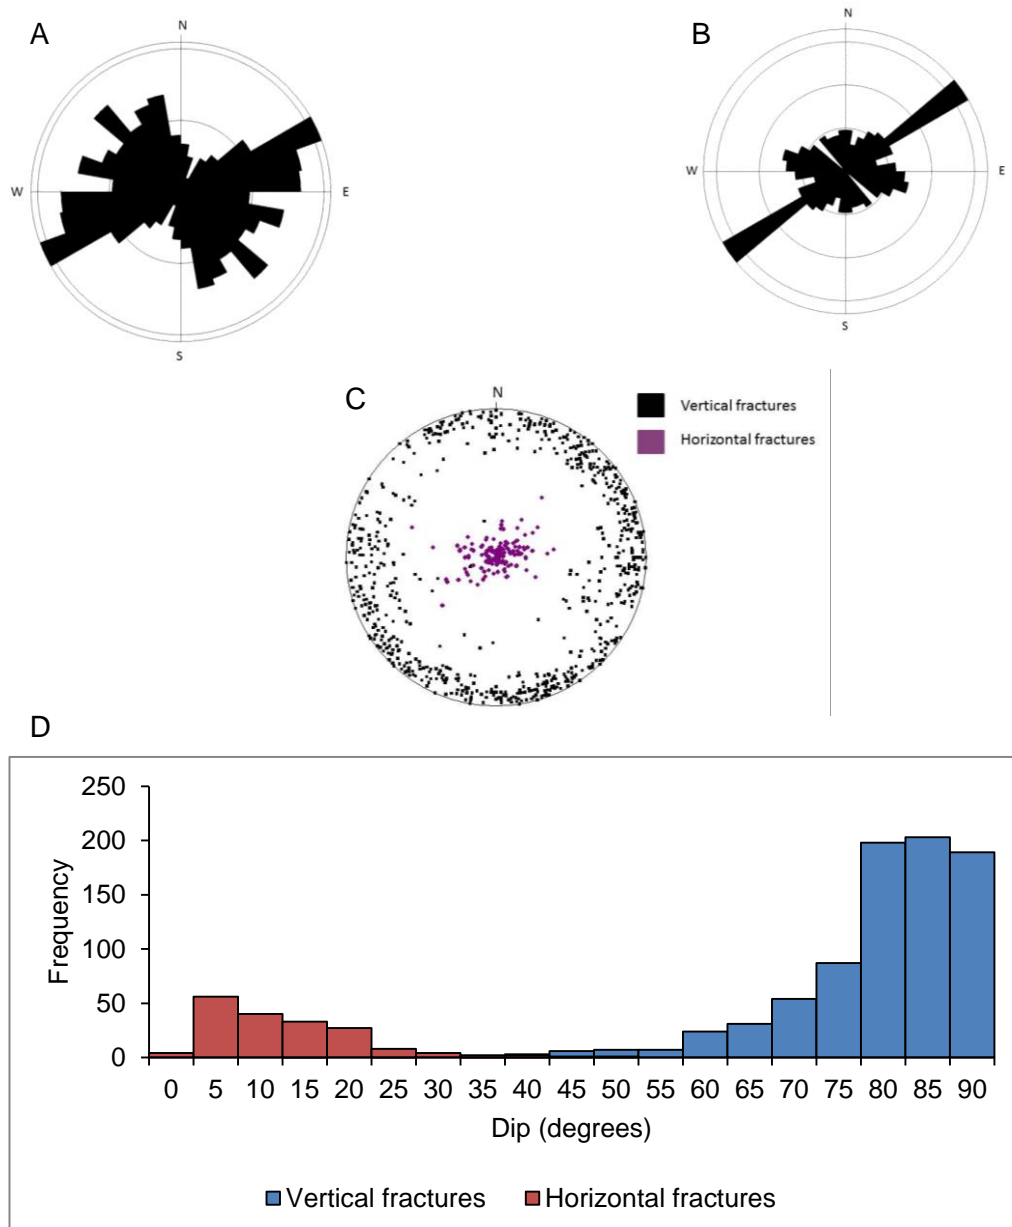 A
N
W
E
S
B
N
W
E
S
C
N
Vertical fractures
Horizontal fractures
D
250
200
150
100
50
0
Frequency
0 5 10 15 20 25 30 35 40 45 50 55 60 65 70 75 80 85 90
Dip (degrees)
Vertical fractures Horizontal fractures